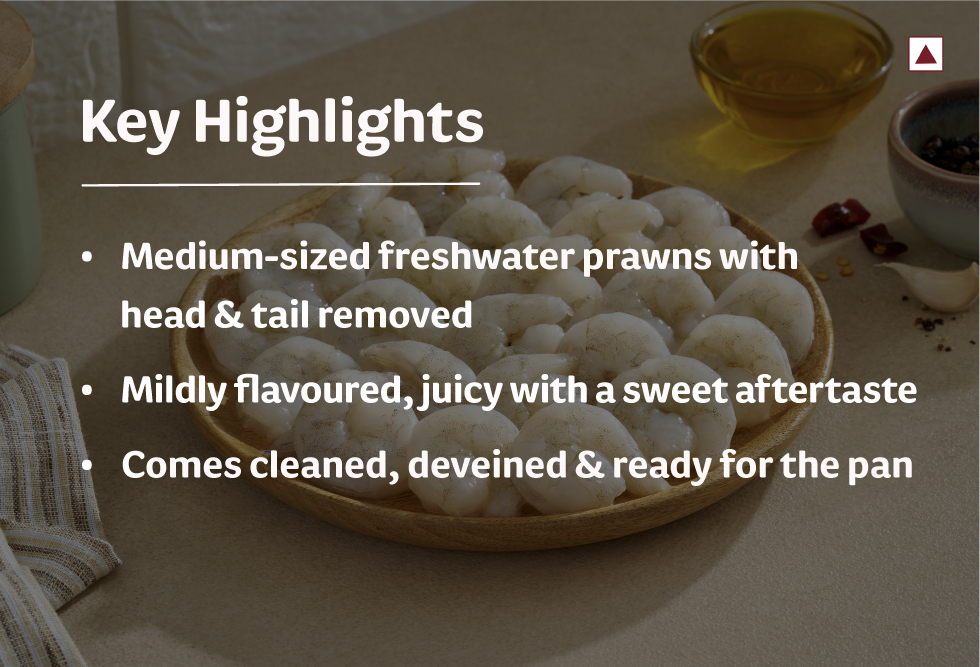 Key Highlights
• Medium-sized freshwater prawns with
head & tail removed
• Mildly flavoured, juicy with a sweet aftertaste
• Comes cleaned, deveined & ready for the pan